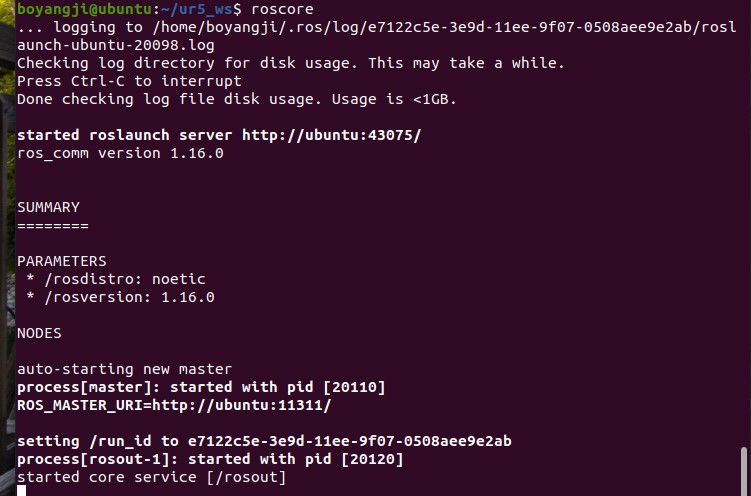 boyangji@ubuntu:~/ur5_ws$ roscore
... logging to /home/boyangji/.ros/log/e7122c5e-3e9d-11ee-9f07-0508aee9e2ab/rosl
aunch-ubuntu-20098.log
Checking log directory for disk usage. This may take a while.
Press Ctrl-C to interrupt
Done checking log file disk usage. Usage is <1GB.
started roslaunch server http://ubuntu:43075/
ros_comm version 1.16.0
SUMMARY
========
PARAMETERS
 * /rosdistro: noetic
 * /rosversion: 1.16.0
NODES
auto-starting new master
process[master]: started with pid [20110]
ROS_MASTER_URI=http://ubuntu:11311/
setting /run_id to e7122c5e-3e9d-11ee-9f07-0508aee9e2ab
process[rosout-1]: started with pid [20120]
started core service [/rosout]